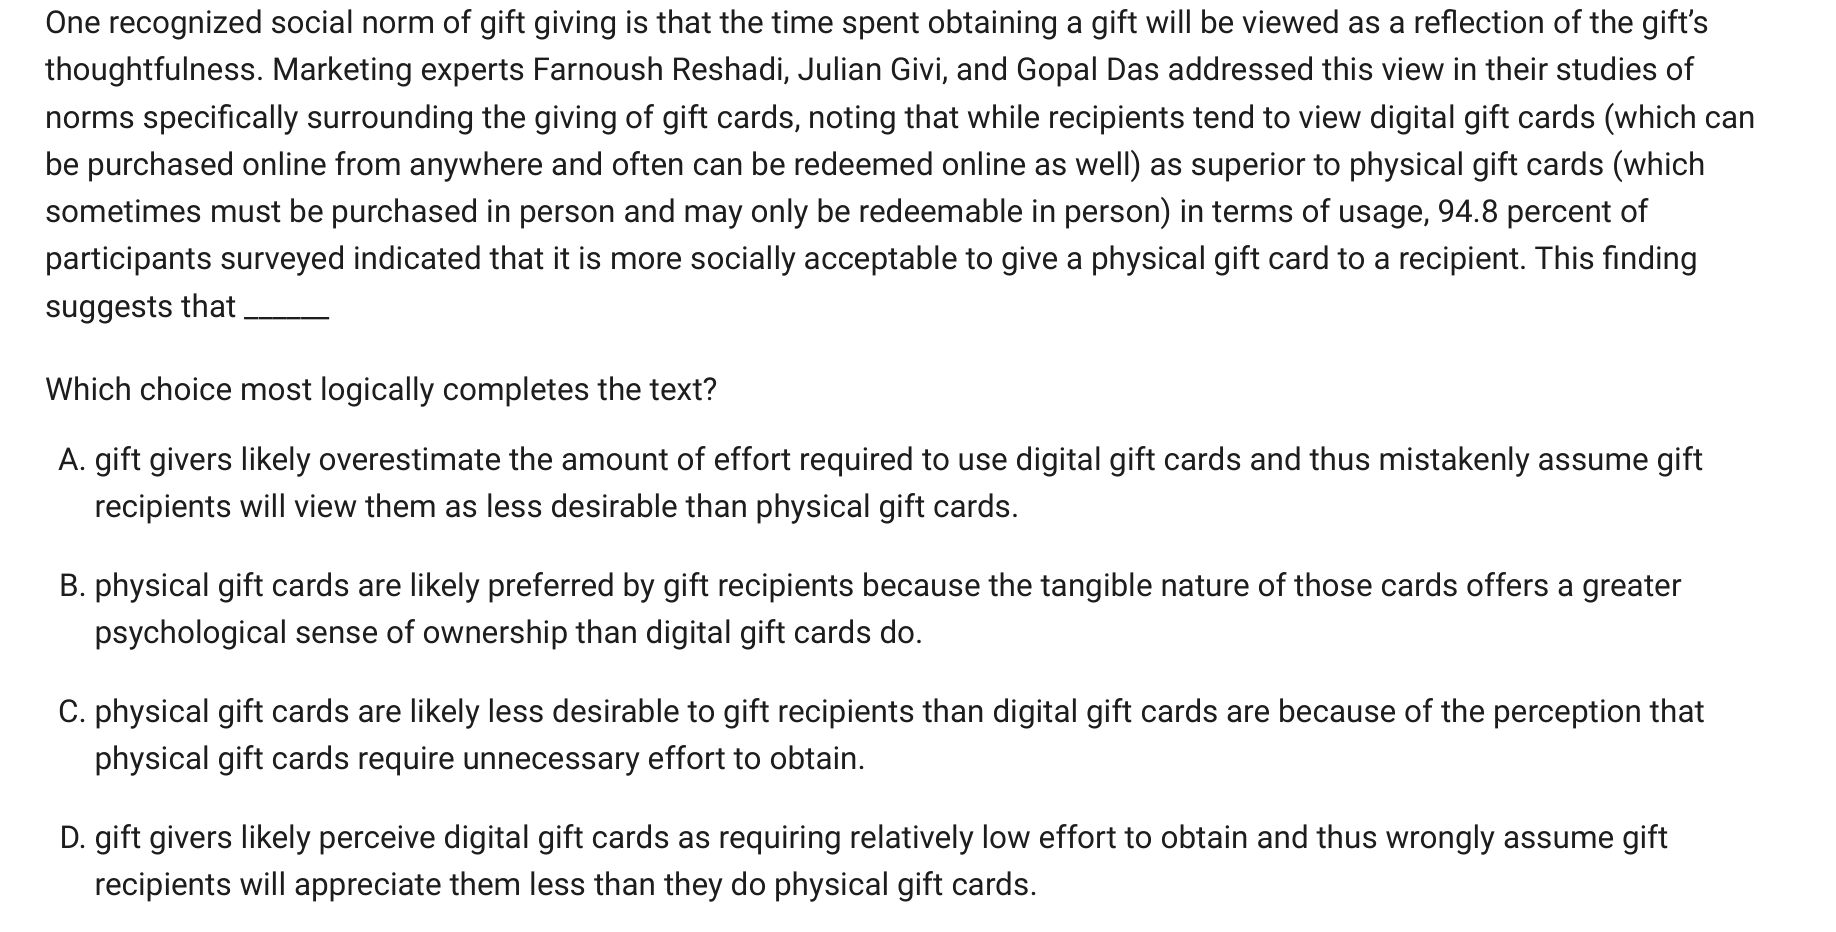 One recognized social norm of gift giving is that the time spent obtaining a gift will be viewed as a reflection of the gift's
thoughtfulness. Marketing experts Farnoush Reshadi, Julian Givi, and Gopal Das addressed this view in their studies of
norms specifically surrounding the giving of gift cards, noting that while recipients tend to view digital gift cards (which can
be purchased online from anywhere and often can be redeemed online as well) as superior to physical gift cards (which
sometimes must be purchased in person and may only be redeemable in person) in terms of usage, 94.8 percent of
participants surveyed indicated that it is more socially acceptable to give a physical gift card to a recipient. This finding
suggests that ______
Which choice most logically completes the text?
A. gift givers likely overestimate the amount of effort required to use digital gift cards and thus mistakenly assume gift
recipients will view them as less desirable than physical gift cards.
B. physical gift cards are likely preferred by gift recipients because the tangible nature of those cards offers a greater
psychological sense of ownership than digital gift cards do.
C. physical gift cards are likely less desirable to gift recipients than digital gift cards are because of the perception that
physical gift cards require unnecessary effort to obtain.
D. gift givers likely perceive digital gift cards as requiring relatively low effort to obtain and thus wrongly assume gift
recipients will appreciate them less than they do physical gift cards.